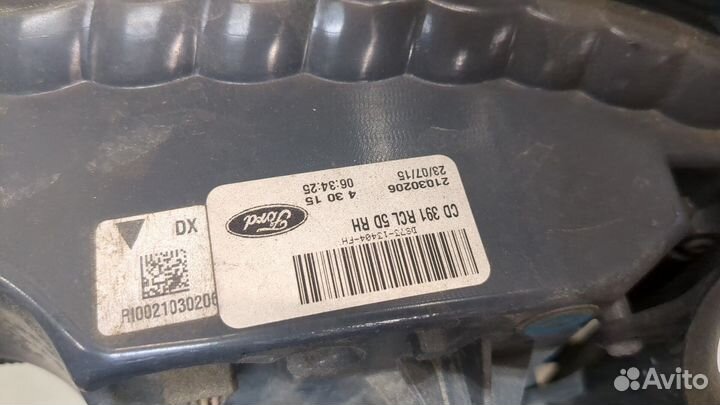 21030206
23/07/15
4 30 15
06:34:25
CD 391 RCL 5D RH
Ford
DS73-13404-FH
DX
RI0021030206
Avito